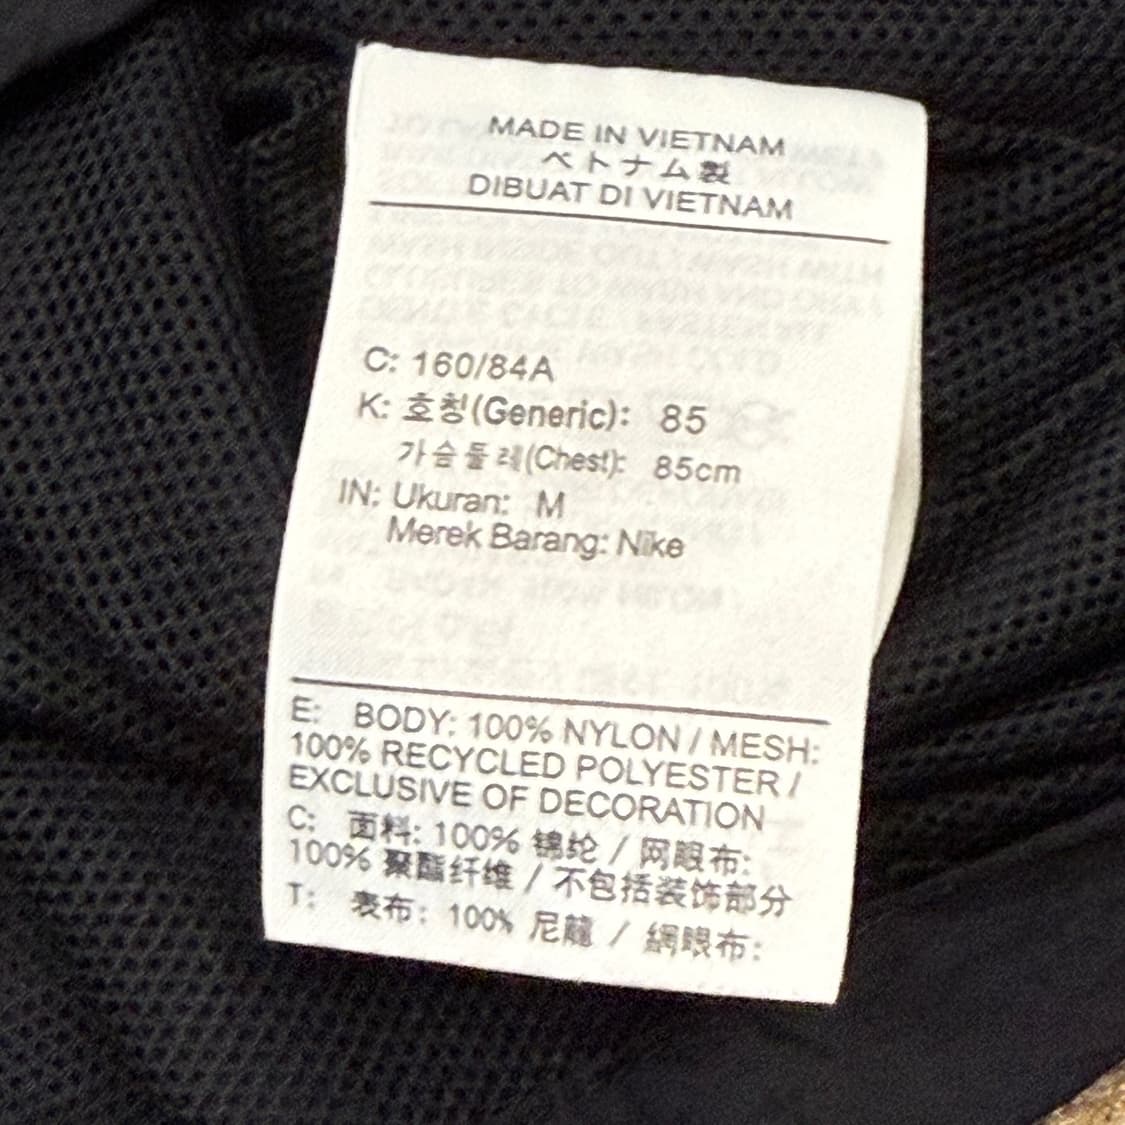 MADE IN VIETNAM
ベトナム製
DIBUAT DI VIETNAM
C: 160/84A
K: 호칭(Generic): 85
가슴둘레(Chest): 85cm
IN: Ukuran: M
Merek Barang: Nike
E: BODY: 100% NYLON / MESH:
100% RECYCLED POLYESTER /
EXCLUSIVE OF DECORATION
C: 面料: 100% 锦纶 / 网眼布:
100% 聚酯纤维 / 不包括装饰部分
T: 表布: 100% 尼龍 / 網眼布: